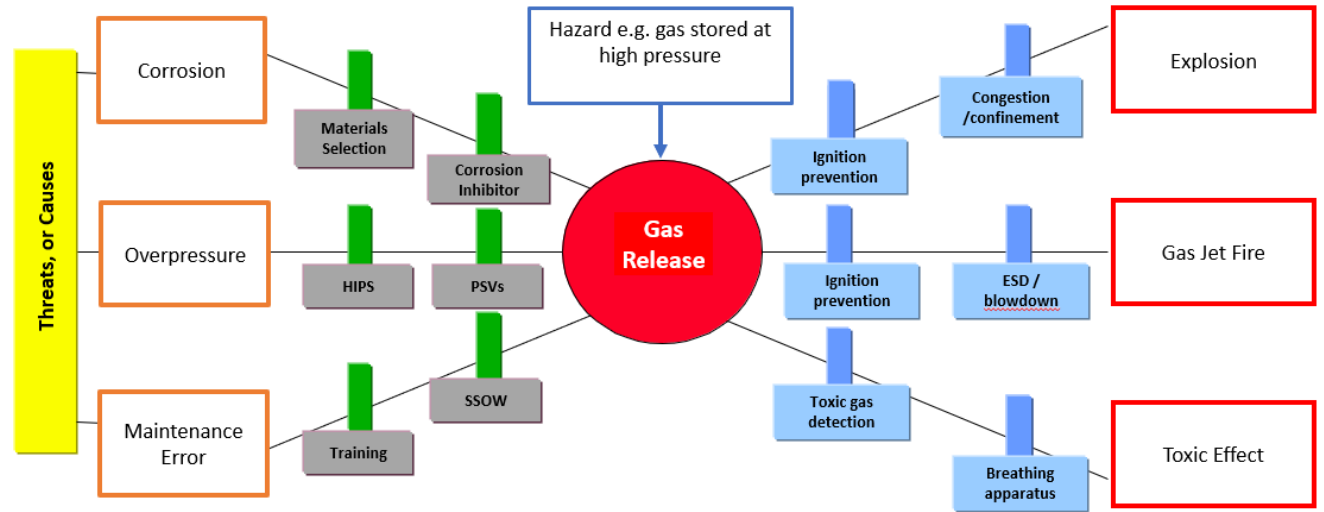 Threats, or Causes
Corrosion
Overpressure
Maintenance
Error
Materials
Selection
Corrosion
Inhibitor
HIPS
PSVs
Training
SSOW
Hazard e.g. gas stored at
high pressure
Gas
Release
Ignition
prevention
Congestion
/confinement
Ignition
prevention
ESD /
blowdown
Toxic gas
detection
Breathing
apparatus
Explosion
Gas Jet Fire
Toxic Effect